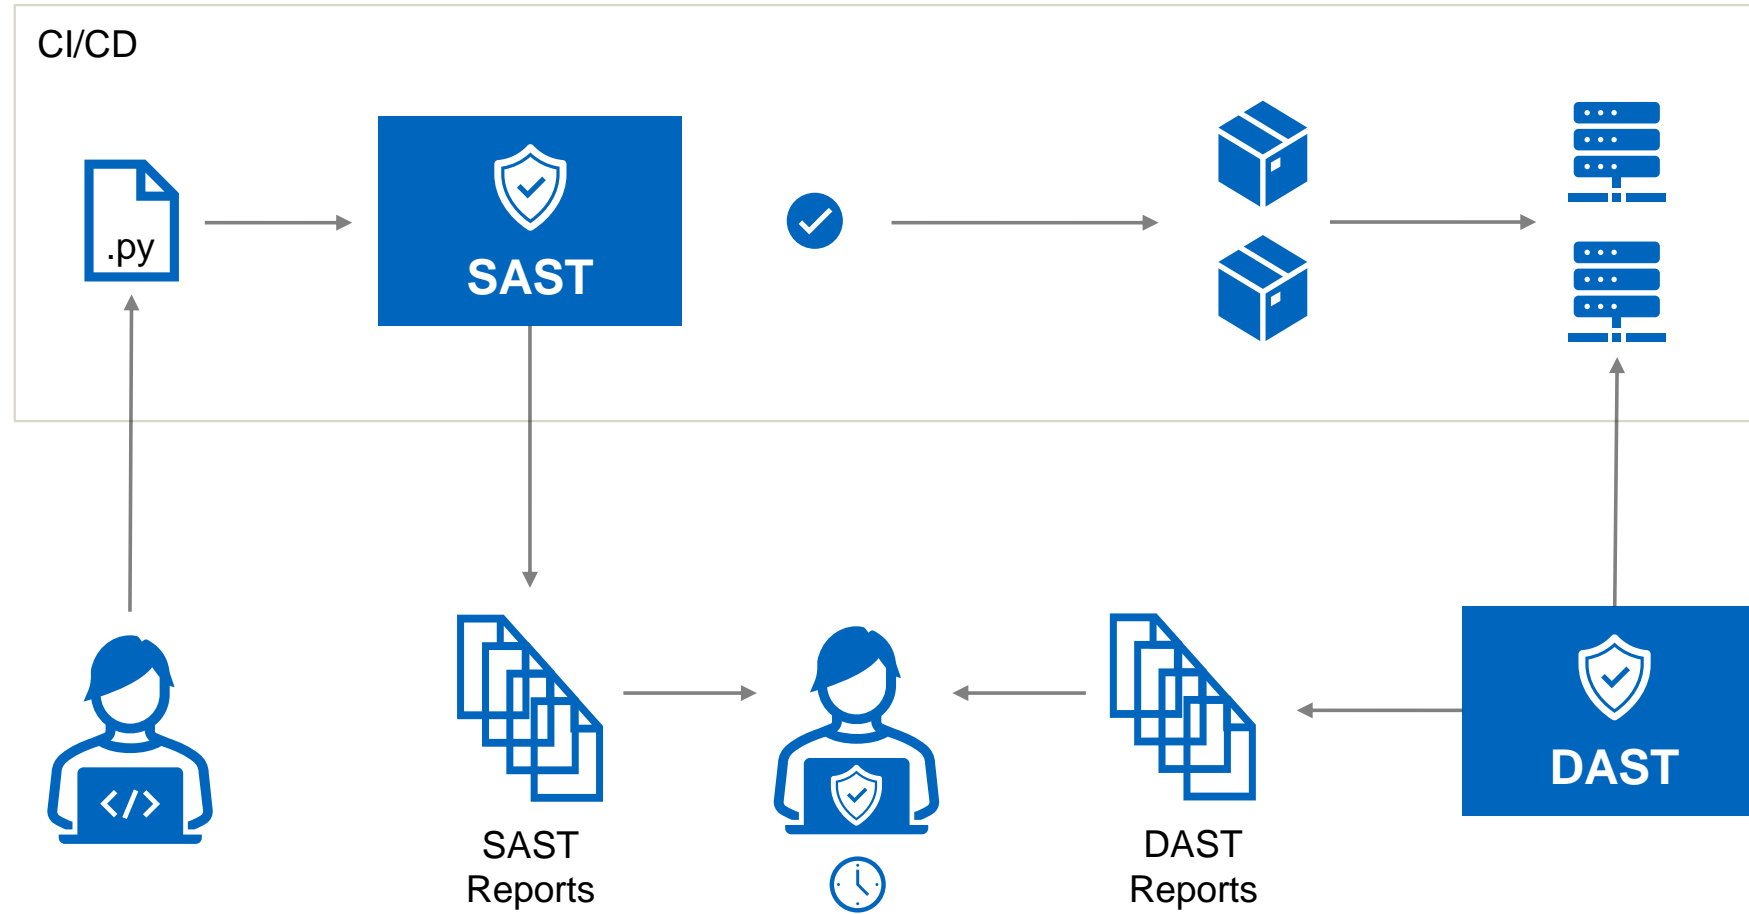 CI/CD
.py
SAST
</>
SAST
Reports
DAST
Reports
DAST